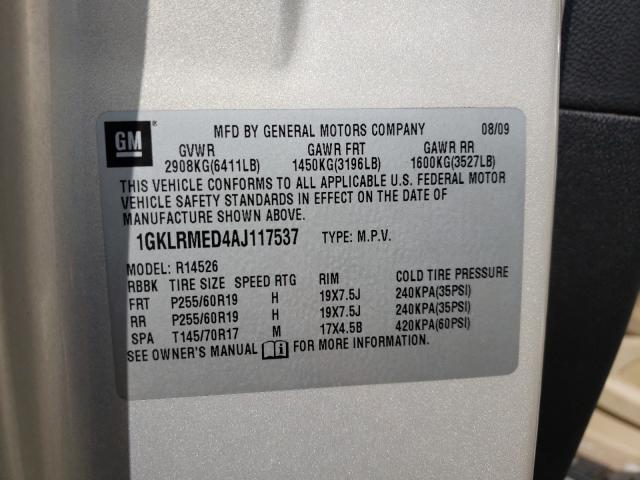 GM ®
MFD BY GENERAL MOTORS COMPANY 08/09
GVWR GAWR FRT GAWR RR
2908KG(6411LB) 1450KG(3196LB) 1600KG(3527LB)
THIS VEHICLE CONFORMS TO ALL APPLICABLE U.S. FEDERAL MOTOR
VEHICLE SAFETY STANDARDS IN EFFECT ON THE DATE OF
MANUFACTURE SHOWN ABOVE.
1GKLRMED4AJ117537 TYPE: M.P.V.
MODEL: R14526
RBBK TIRE SIZE SPEED RTG RIM COLD TIRE PRESSURE
FRT P255/60R19 H 19X7.5J 240KPA(35PSI)
RR P255/60R19 H 19X7.5J 240KPA(35PSI)
SPA T145/70R17 M 17X4.5B 420KPA(60PSI)
SEE OWNER'S MANUAL i FOR MORE INFORMATION.